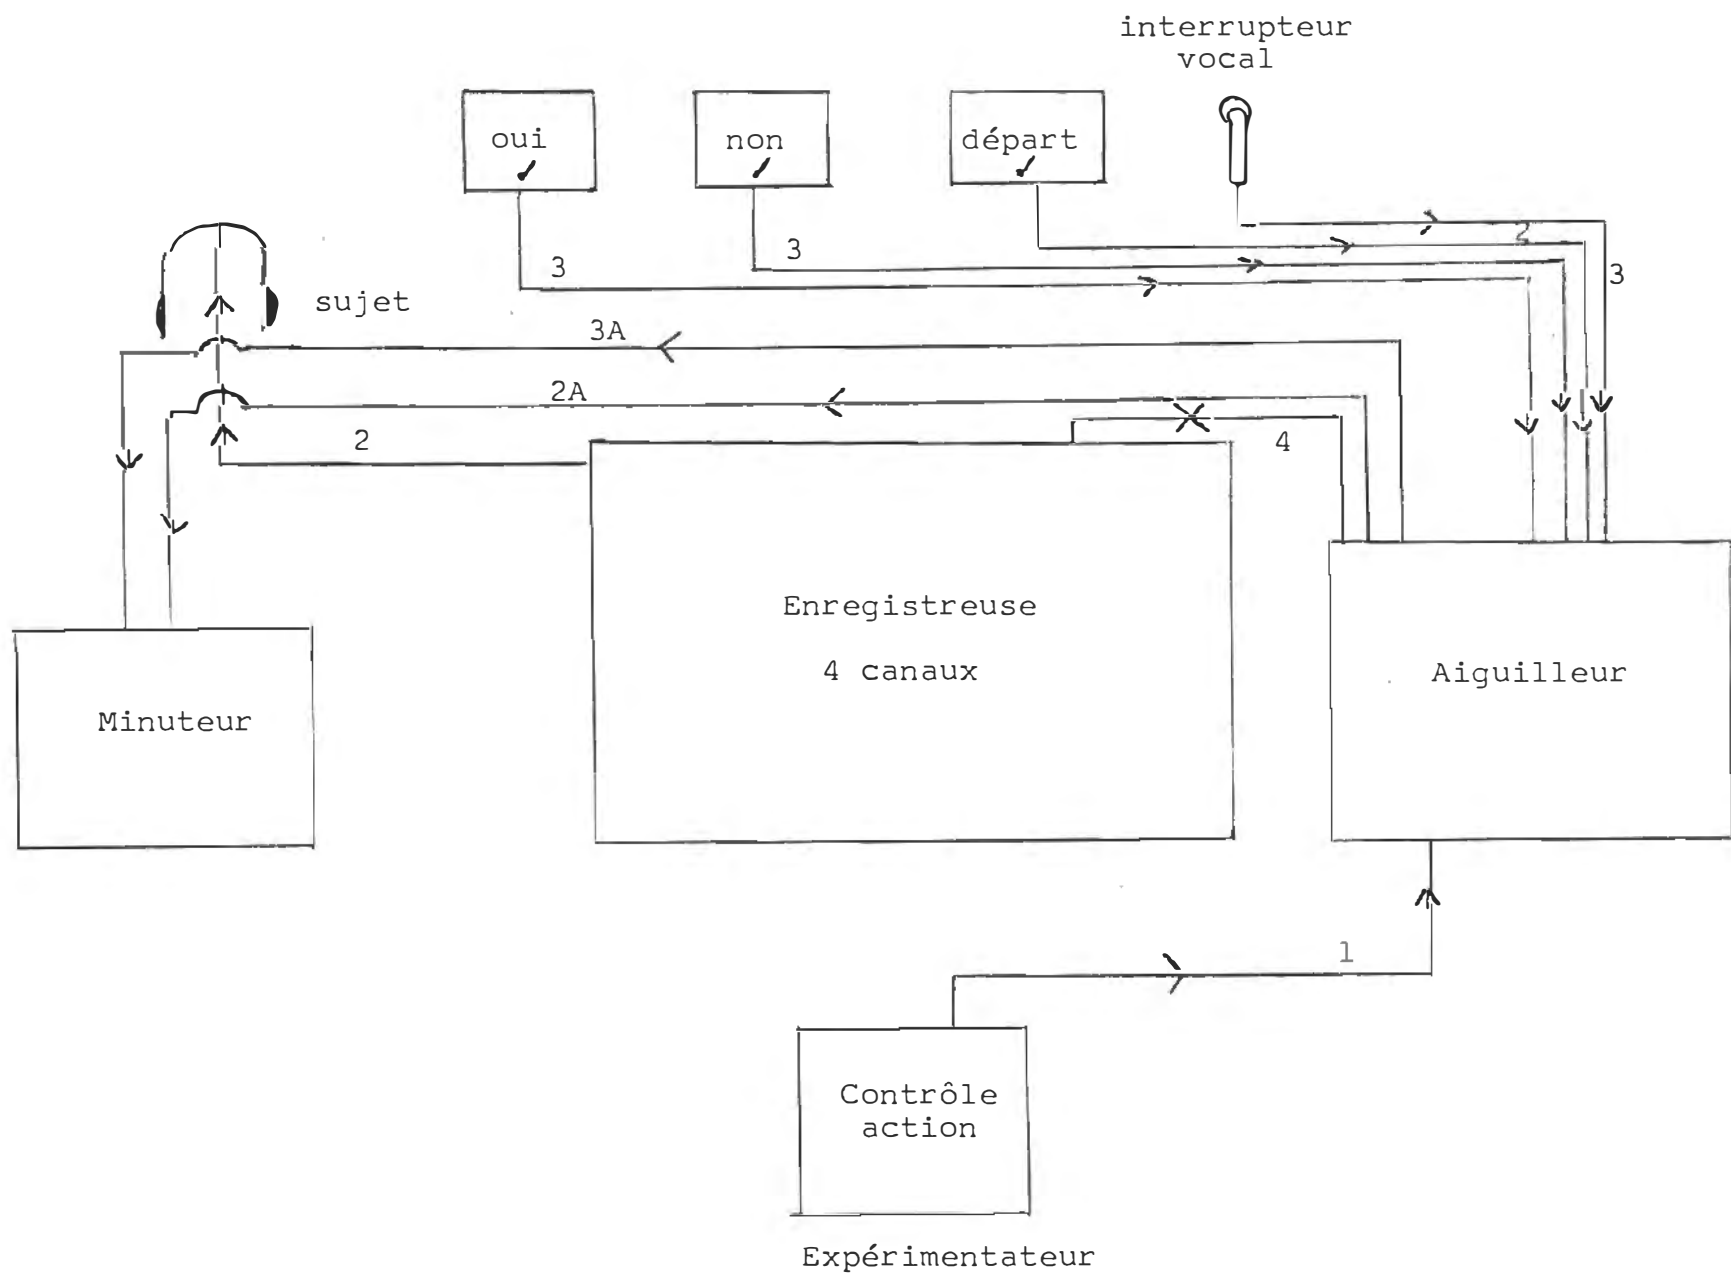 interrupteur
vocal
oui
non
départ
3
3
2
3
sujet
3A
2A
2
4
Enregistreuse
4 canaux
Aiguilleur
Minuteur
1
Contrôle
action
Expérimentateur